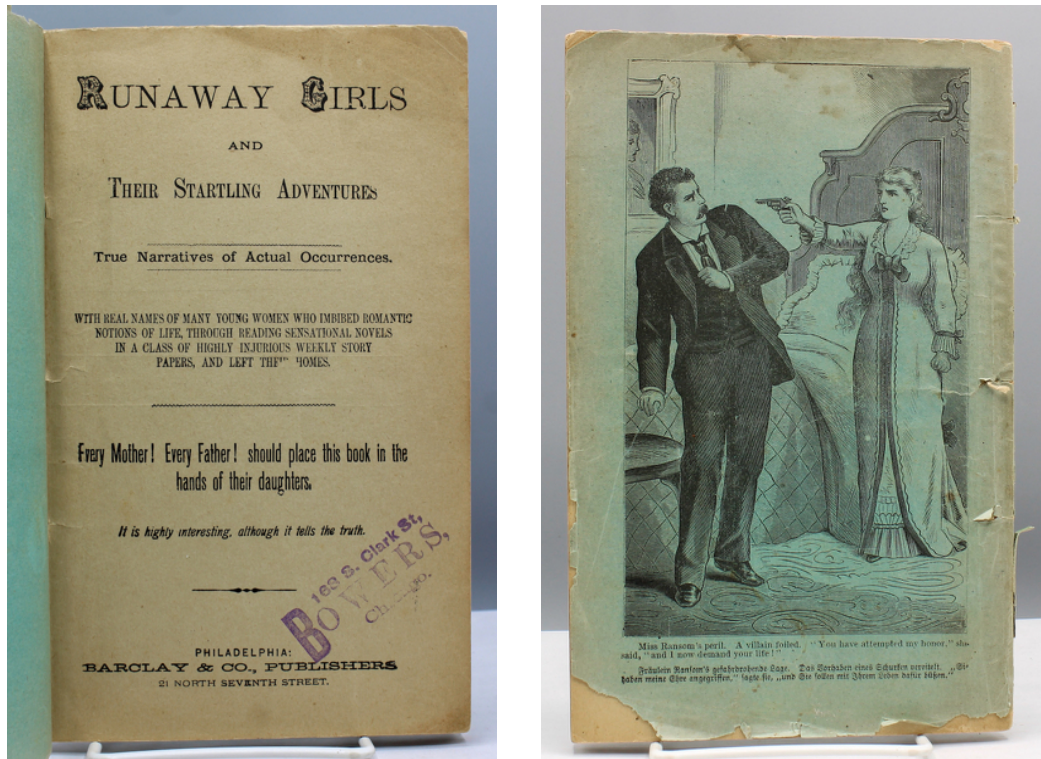 RUNAWAY GIRLS
AND
THEIR STARTLING ADVENTURES
True Narratives of Actual Occurrences.
WITH REAL NAMES OF MANY YOUNG WOMEN WHO IMBIBED ROMANTIC
NOTIONS OF LIFE, THROUGH READING SENSATIONAL NOVELS
IN A CLASS OF HIGHLY INJURIOUS WEEKLY STORY
PAPERS, AND LEFT HOMES.
Every Mother! Every Father! should place this book in the
hands of their daughters.
It is highly interesting, although it tells the truth.
163 S. Clark St,
BOWERS,
Chicago.
PHILADELPHIA:
BARCLAY & CO., PUBLISHERS
21 NORTH SEVENTH STREET.
Miss Ransom's peril. A villain foiled. "You have attempted my honor," she
said, "and I now demand your life!"
Fräulein Ransom's gefahrdrohende Lage. Das Vorhaben eines Schurken vereitelt. „Sie
haben meine Ehre angegriffen," sagte sie, „und Sie sollen mit Ihrem Leben dafür büßen."